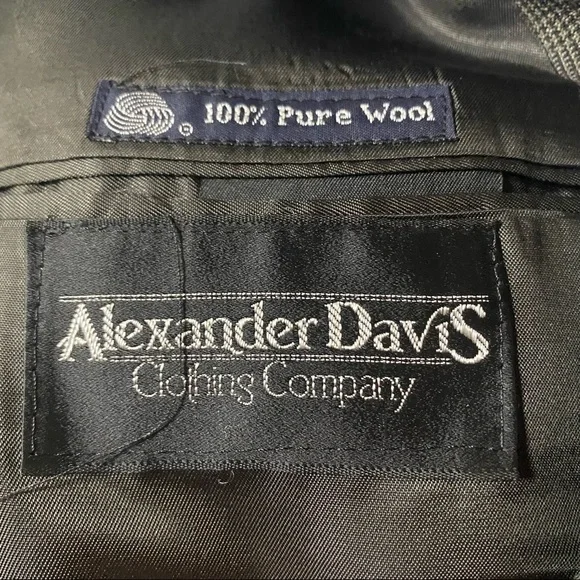 100% Pure Wool
Alexander Davis
Clothing Company